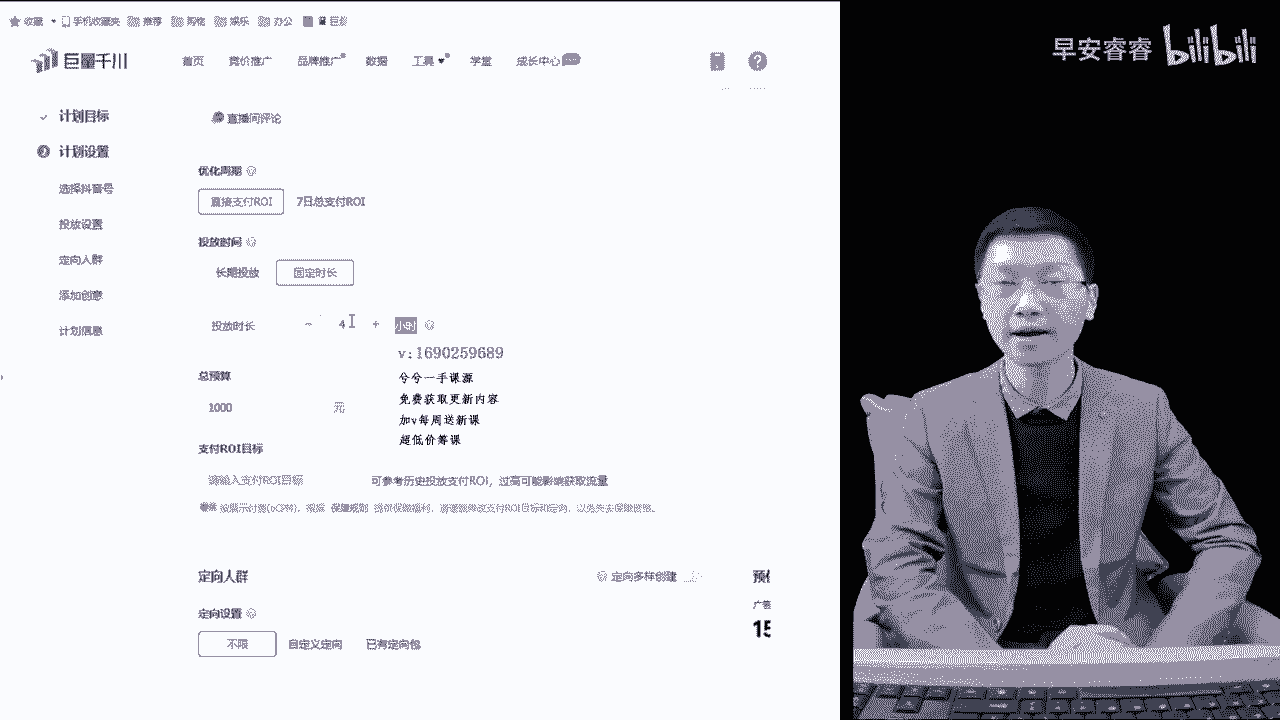 收藏 手机收藏夹 推荐 购物 娱乐 办公
早安睿睿 bilibili
巨量千川 首页 竞价推广 品牌推广 数据 工具 学堂 成长中心
计划目标
直播间评论
计划设置
优化周期
选择抖音号
直接支付ROI 7日总支付ROI
投放设置
投放时间
定向人群
长期投放 固定时长
添加创意
投放时长 - 4 + 小时
计划信息
v:1690259689
兮兮一手课源
免费获取更新内容
加v每周送新课
超低价筹课
总预算
1000 元
支付ROI目标
请输入支付ROI目标 可参考历史投放支付ROI，过高可能影响获取流量
定向人群 定向多样创建
定向设置
广告
15
不限 自定义定向 已有定向包